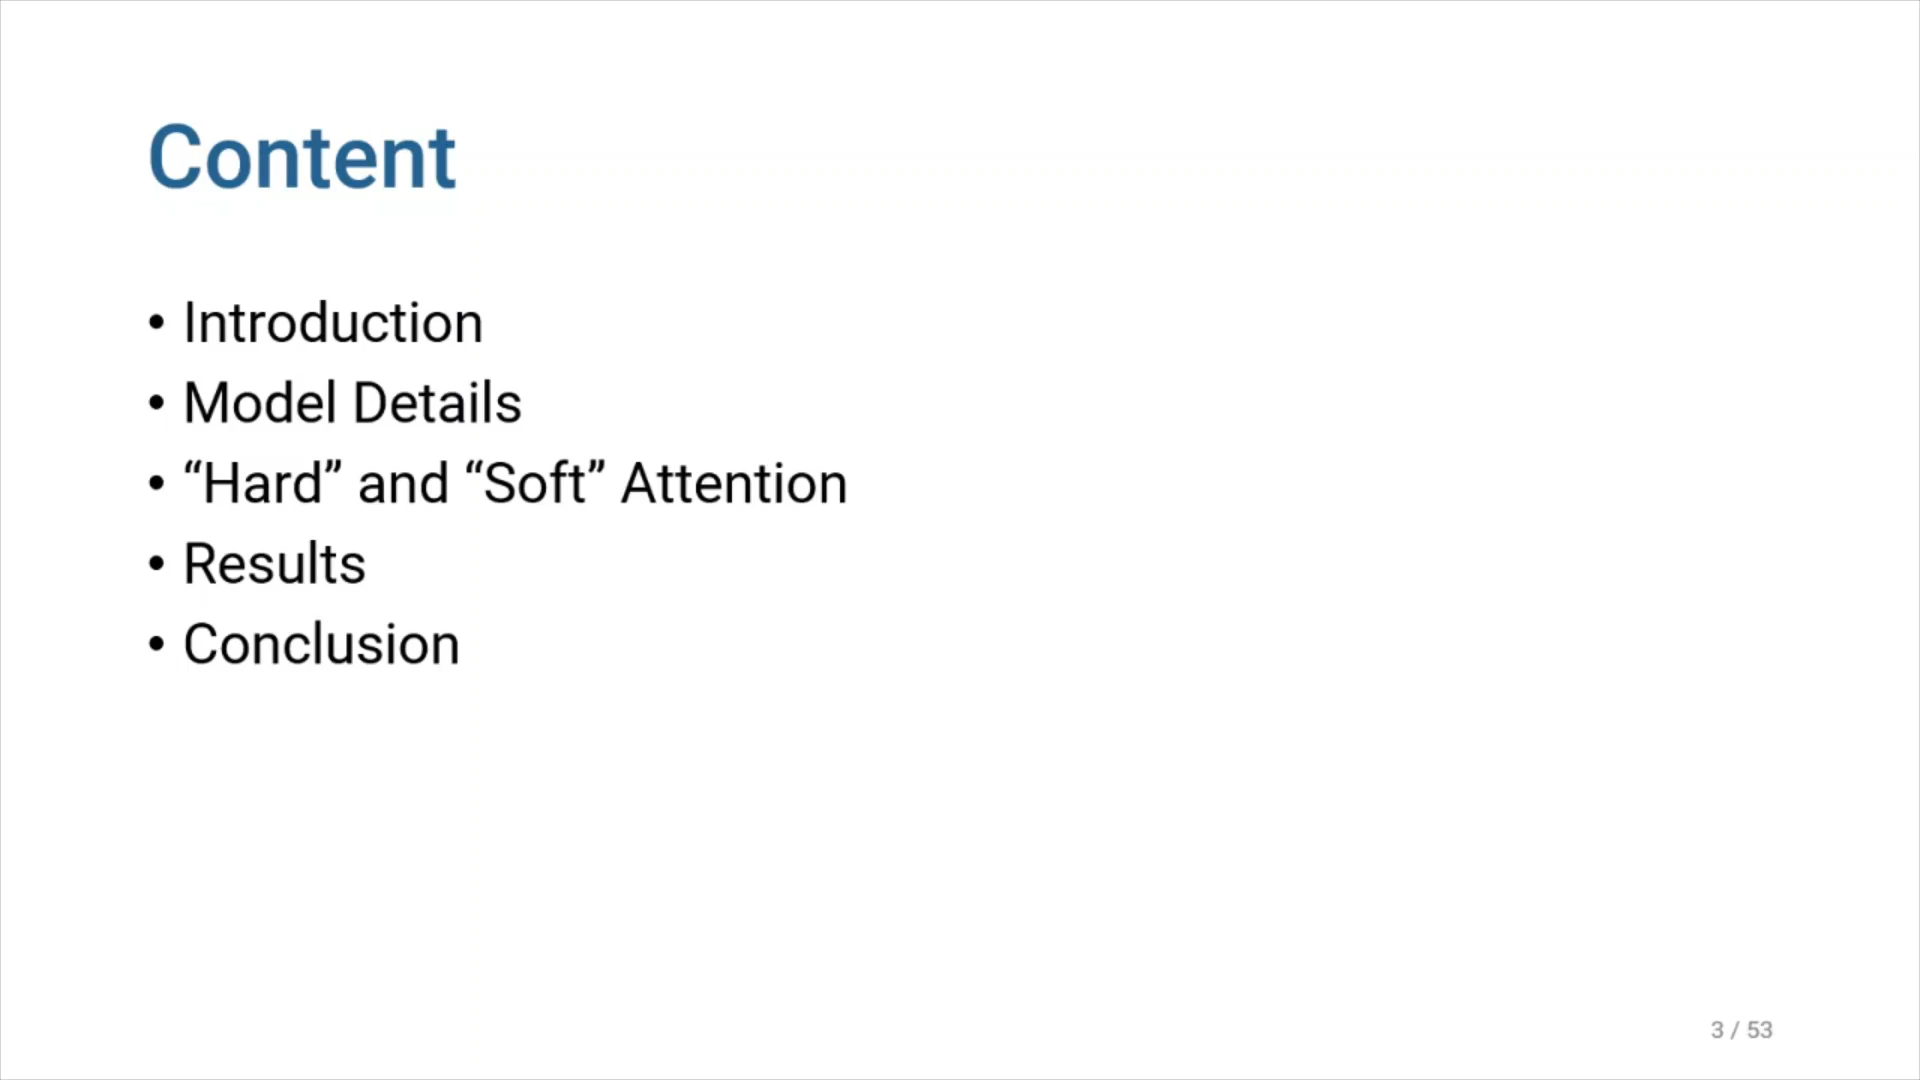 Content
• Introduction
• Model Details
• “Hard” and “Soft” Attention
• Results
• Conclusion
3 / 53